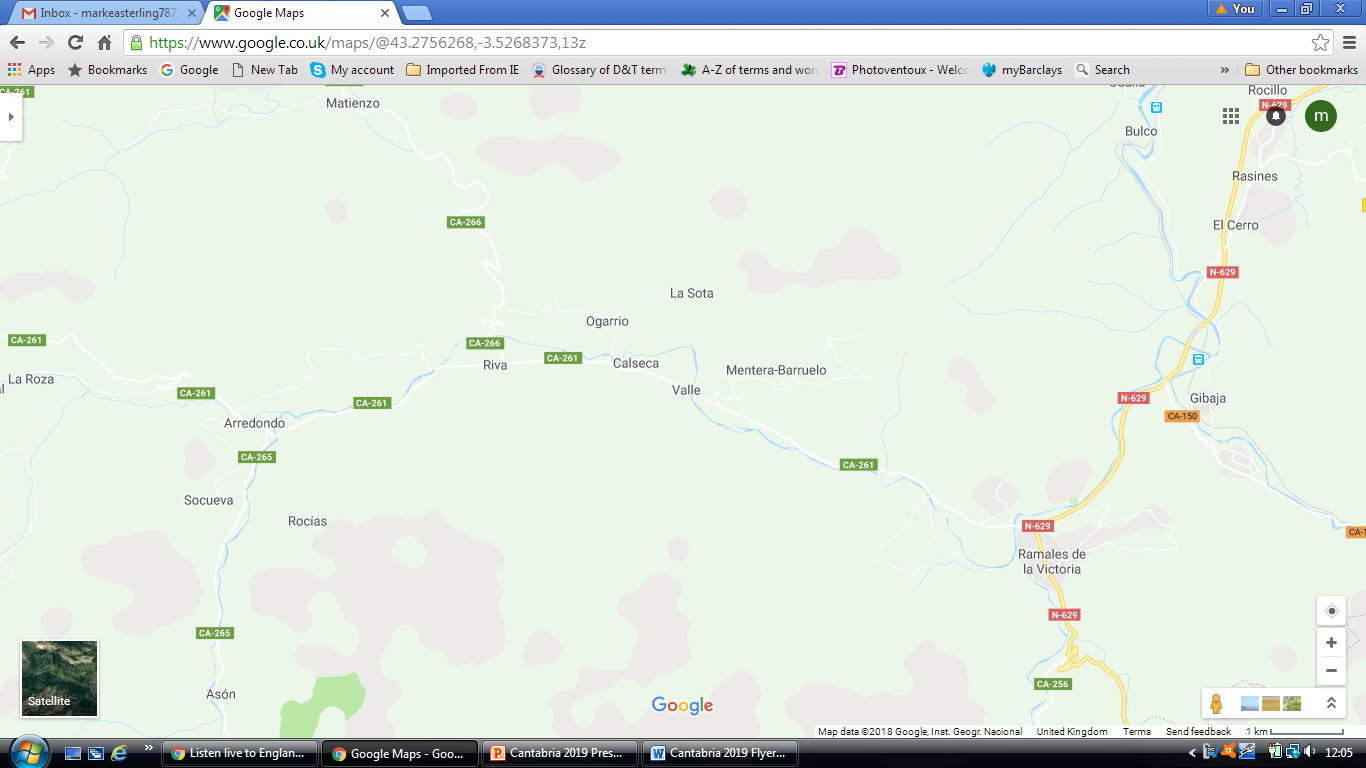 Inbox - markeasterling787
Google Maps
You
https://www.google.co.uk/maps/@43.2756268,-3.5268373,13z
Apps
Bookmarks
Google
New Tab
My account
Imported From IE
Glossary of D&T term
A-Z of terms and wor
Photoventoux - Welc
myBarclays
Search
»
Other bookmarks
CA-261
Matienzo
Rocillo
N-629
m
Bulco
Rasines
CA-266
El Cerro
N-629
La Sota
Ogarrio
CA-261
CA-266
Riva
CA-261
Calseca
Mentera-Barruelo
La Roza
CA-261
Valle
CA-261
N-629
Gibaja
CA-150
Arredondo
CA-265
CA-261
Socueva
Rocías
N-629
CA-1
Ramales de
la Victoria
N-629
CA-265
CA-256
Asón
Satellite
Google
Map data ©2018 Google, Inst. Geogr. Nacional
United Kingdom
Terms
Send feedback
1 km
»
Listen live to Englan...
Google Maps - Goo...
Cantabria 2019 Pres...
Cantabria 2019 Flyer...
12:05